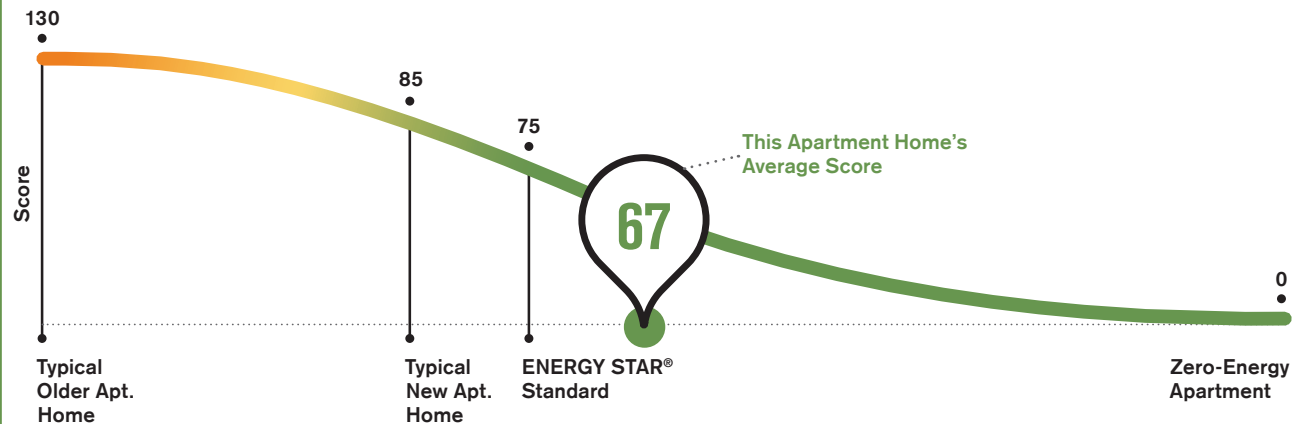 130
85
75
This Apartment Home's
Average Score
67
0
Score
Typical
Older Apt.
Home
Typical
New Apt.
Home
ENERGY STAR®
Standard
Zero-Energy
Apartment